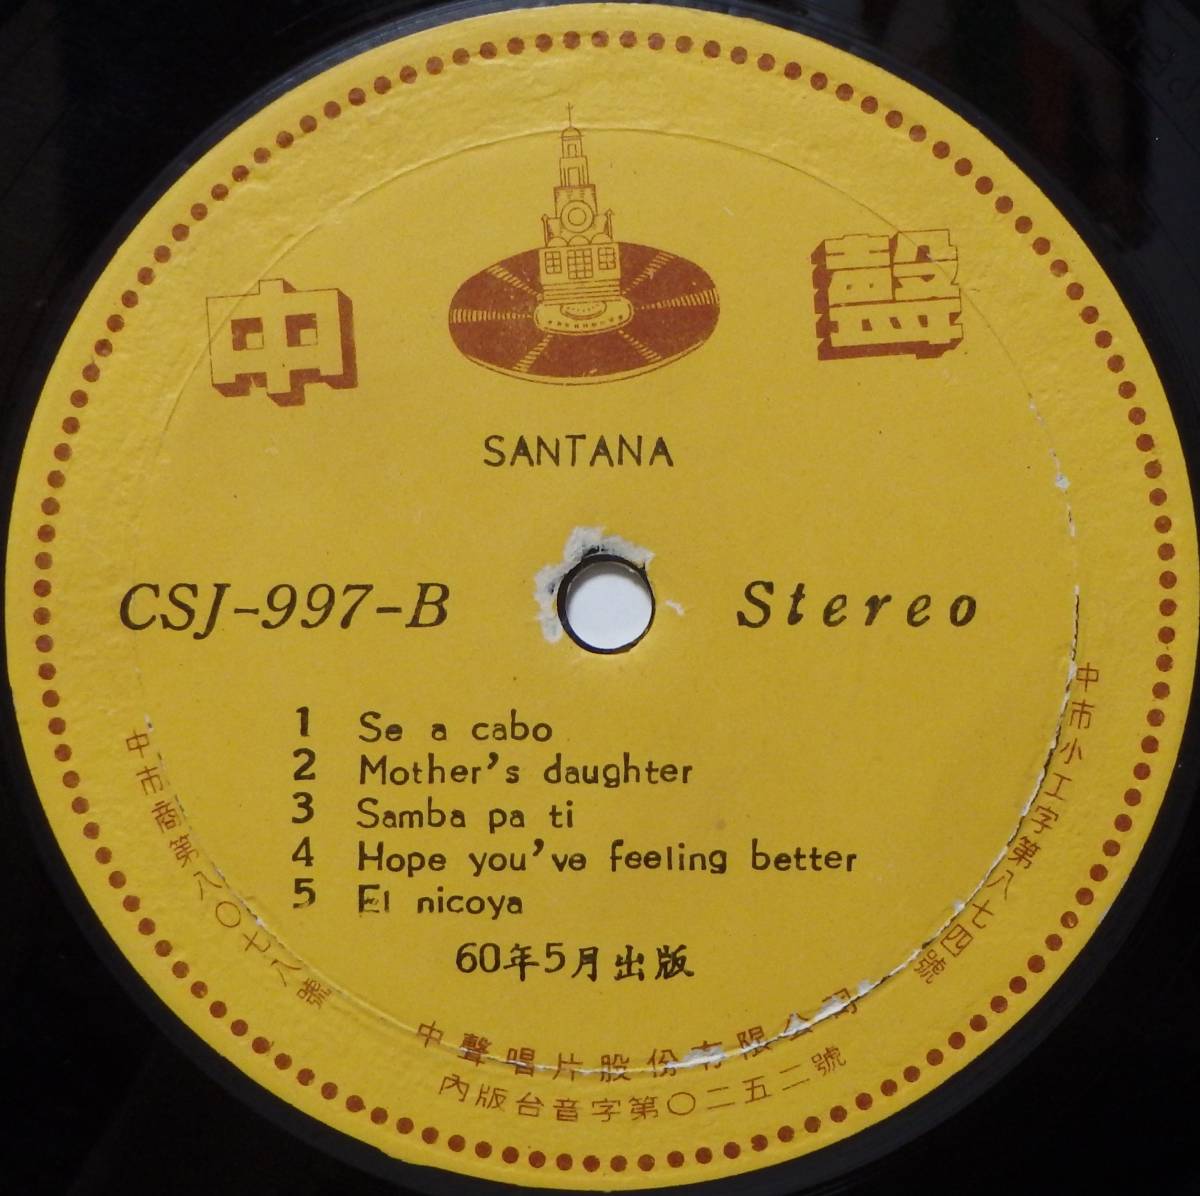 中聲
SANTANA
CSJ-997-B
Stereo
1 Se a cabo
2 Mother's daughter
3 Samba pa ti
4 Hope you've feeling better
5 El nicoya
60年5月出版
中市商第八〇七八號
中市小工字第八七四號
中聲唱片股份有限公司
內版台音字第〇二五二號